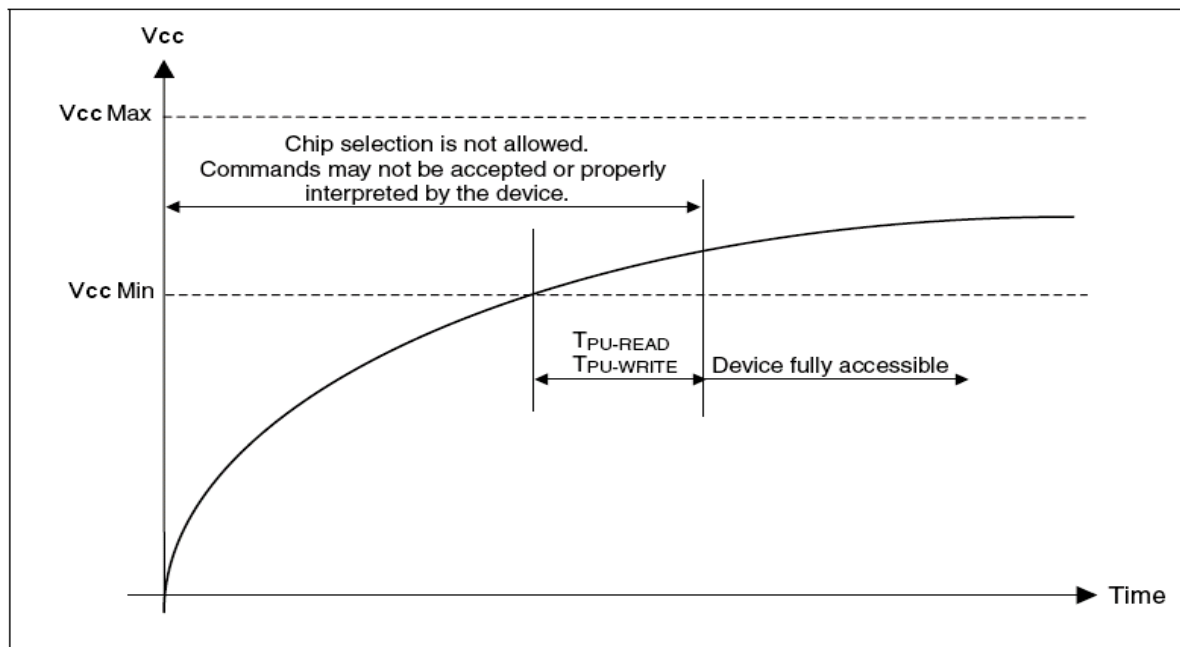 Vcc
Vcc Max
Chip selection is not allowed.
Commands may not be accepted or properly
interpreted by the device.
Vcc Min
TPU-READ
TPU-WRITE
Device fully accessible
Time